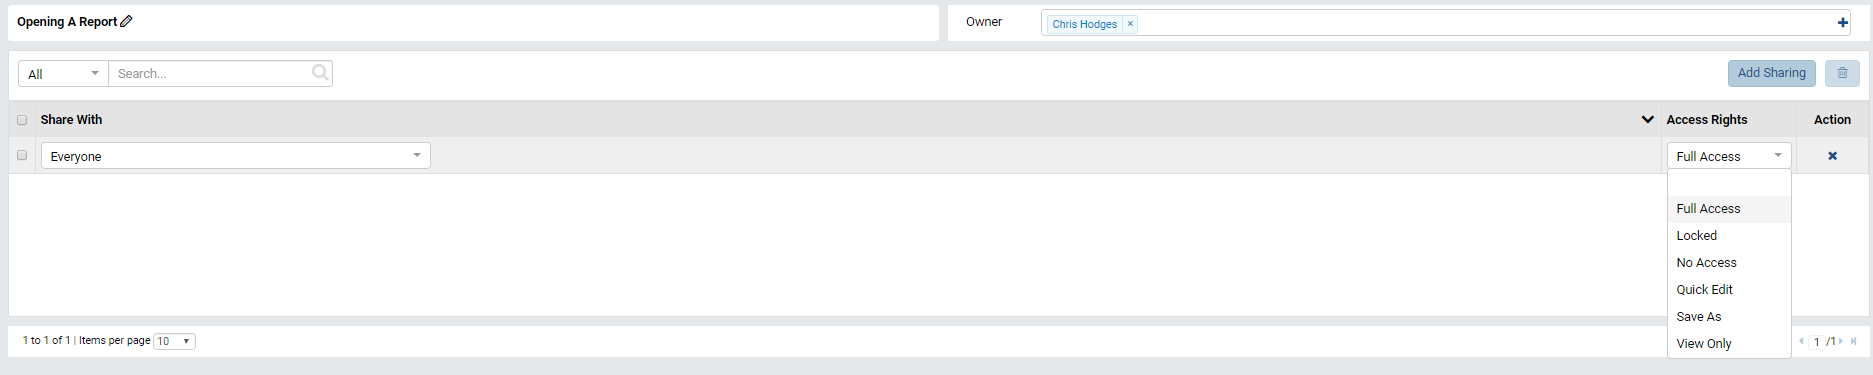 Opening A Report
Owner
Chris Hodges ×
All
Search...
Add Sharing
Share With
Access Rights
Action
Everyone
Full Access
Full Access
Locked
No Access
Quick Edit
Save As
View Only
1 to 1 of 1 | Items per page 10
1 /1